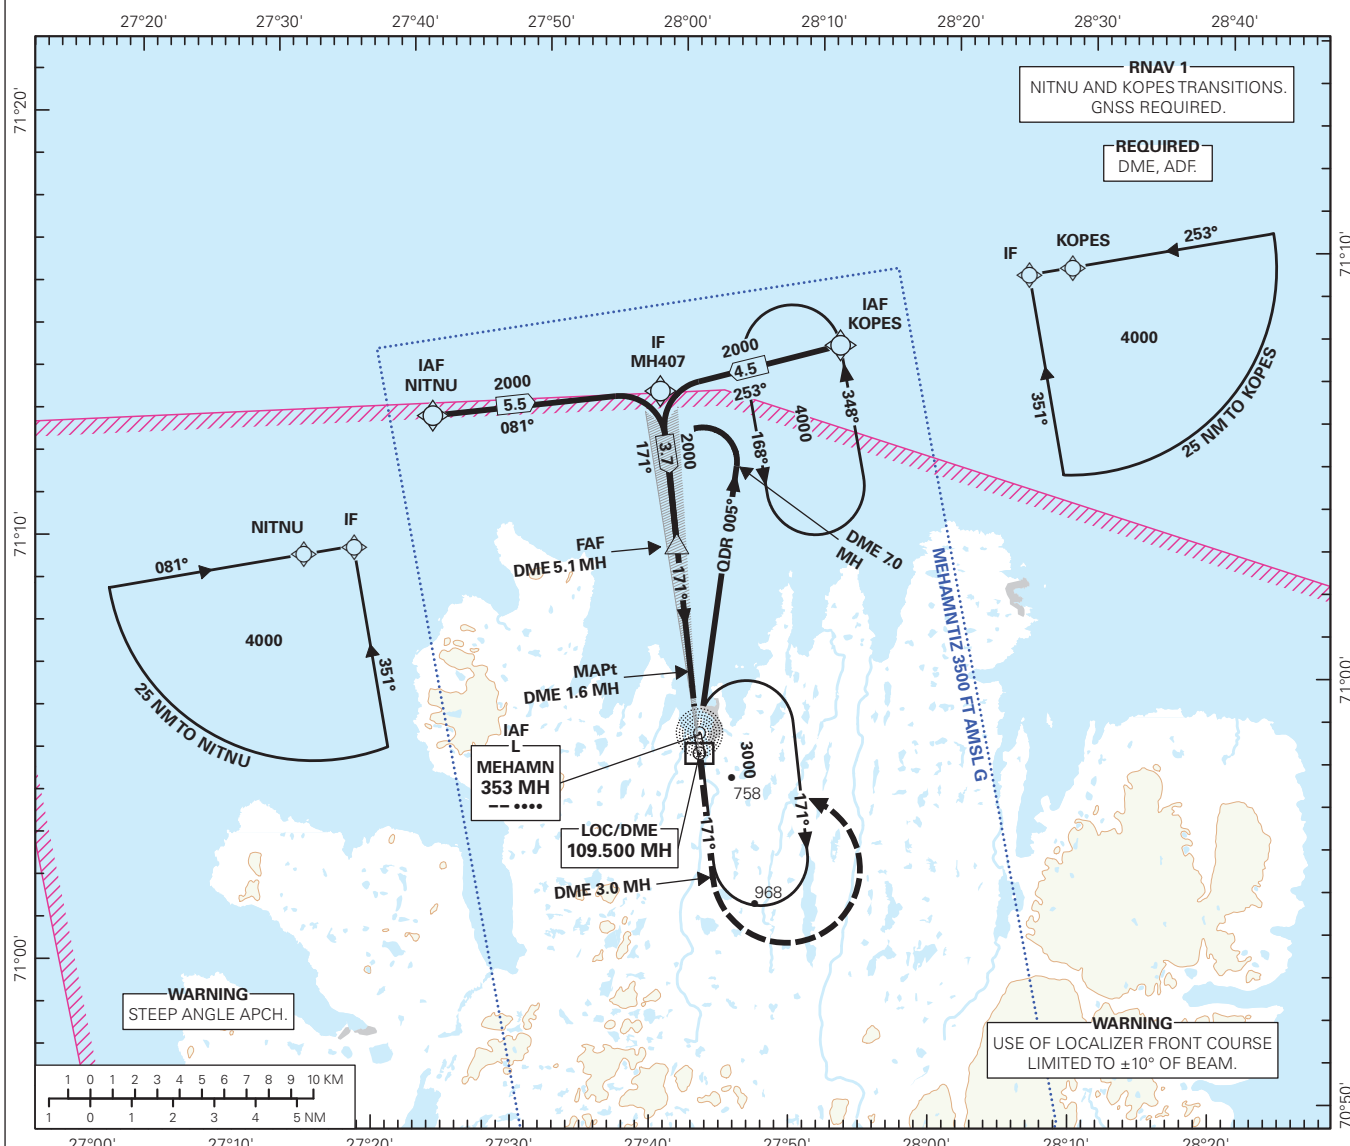 27°20'
27°30'
27°40'
27°50'
28°00'
28°10'
28°20'
28°30'
28°40'
71°20'
71°10'
71°00'
71°10'
71°00'
70°50'
RNAV 1
NITNU AND KOPES TRANSITIONS.
GNSS REQUIRED.
REQUIRED
DME, ADF.
IF
KOPES
253°
4000
351°
25 NM TO KOPES
IAF
KOPES
IF
MH407
IAF
NITNU
2000
5.5
081°
2000
4.5
253°
171°
3.7
2000
168°
4000
348°
QDR 005°
DME 7.0
MH
FAF
DME 5.1 MH
171°
NITNU
IF
081°
4000
351°
25 NM TO NITNU
MEHAMN TIZ 3500 FT AMSL G
MAPt
DME 1.6 MH
IAF
L
MEHAMN
353 MH
3000
758
LOC/DME
109.500 MH
171°
171°
DME 3.0 MH
968
WARNING
STEEP ANGLE APCH.
WARNING
USE OF LOCALIZER FRONT COURSE
LIMITED TO ±10° OF BEAM.
1 0 1 2 3 4 5 6 7 8 9 10 KM
1 0 1 2 3 4 5 NM
27°00'
27°10'
27°20'
27°30'
27°40'
27°50'
28°00'
28°10'
28°20'